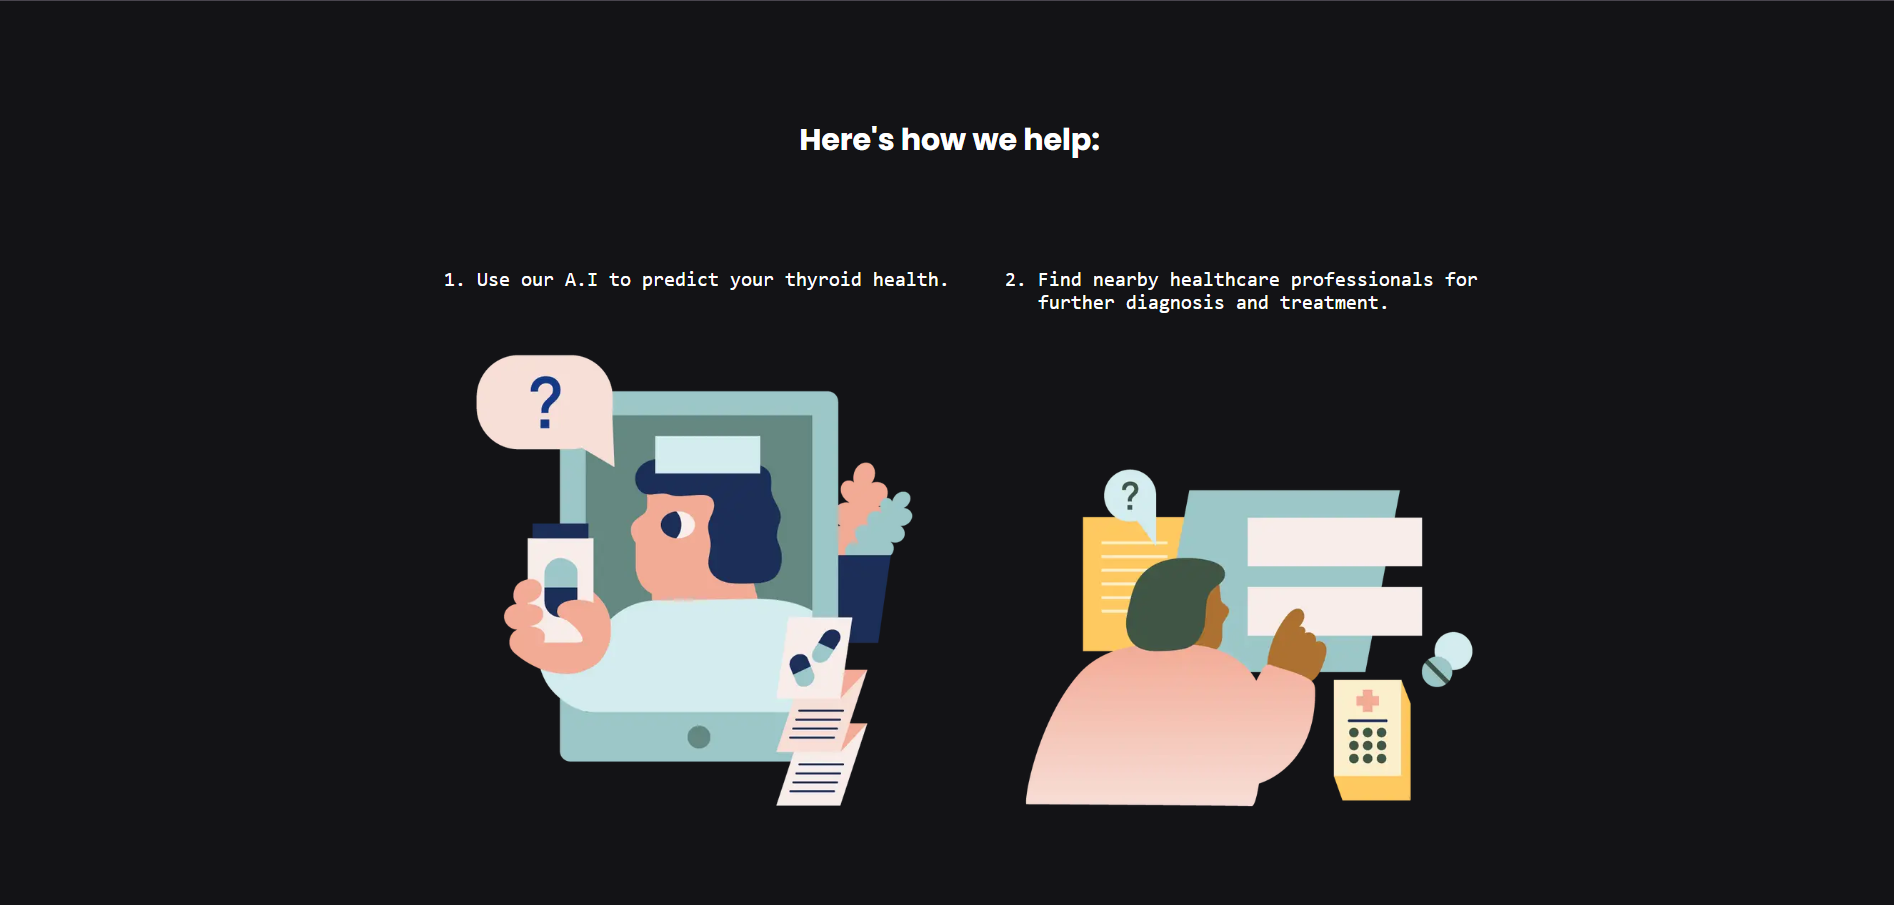 Here's how we help:
1. Use our A.I to predict your thyroid health.
2. Find nearby healthcare professionals for
further diagnosis and treatment.
?
?